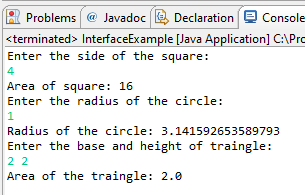 Problems @ Javadoc Declaration Console
<terminated> InterfaceExample [Java Application] C:\Pro
Enter the side of the square:
4
Area of square: 16
Enter the radius of the circle:
1
Radius of the circle: 3.141592653589793
Enter the base and height of traingle:
2 2
Area of the traingle: 2.0